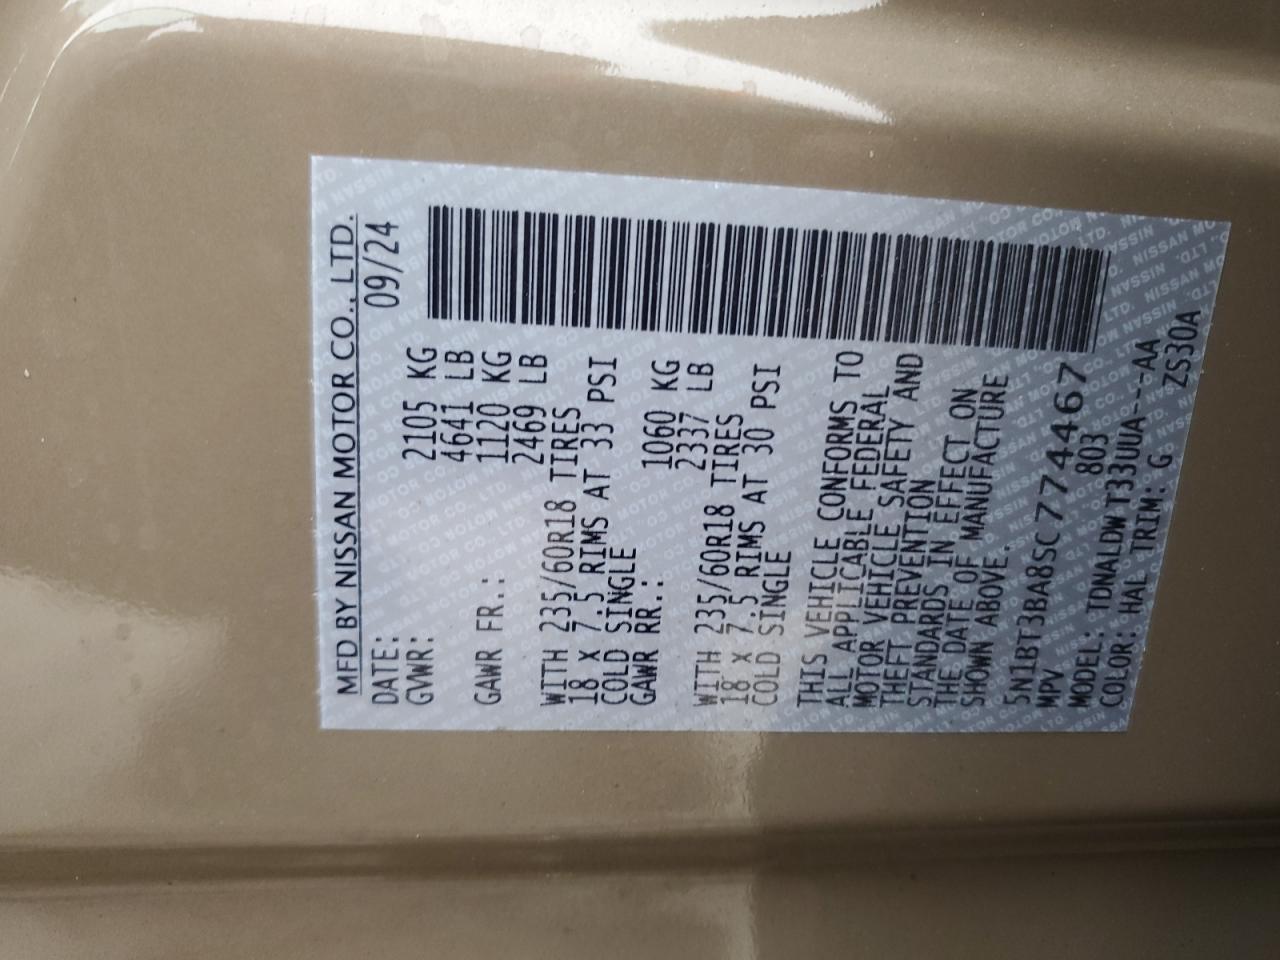 MFD BY NISSAN MOTOR CO., LTD.
DATE: 09/24
GVWR: 2105 KG
4641 LB
GAWR FR.: 1120 KG
2469 LB
WITH 235/60R18 TIRES
18 x 7.5 RIMS AT 33 PSI
COLD SINGLE
GAWR RR.: 1060 KG
2337 LB
WITH 235/60R18 TIRES
18 x 7.5 RIMS AT 30 PSI
COLD SINGLE
THIS VEHICLE CONFORMS TO
ALL APPLICABLE FEDERAL
MOTOR VEHICLE SAFETY AND
THEFT PREVENTION
STANDARDS IN EFFECT ON
THE DATE OF MANUFACTURE
SHOWN ABOVE.
5N1BT3BA8SC774467
MPV 803
MODEL: TDNALDW T33UUA---AA
COLOR: HAL TRIM: G ZS30A